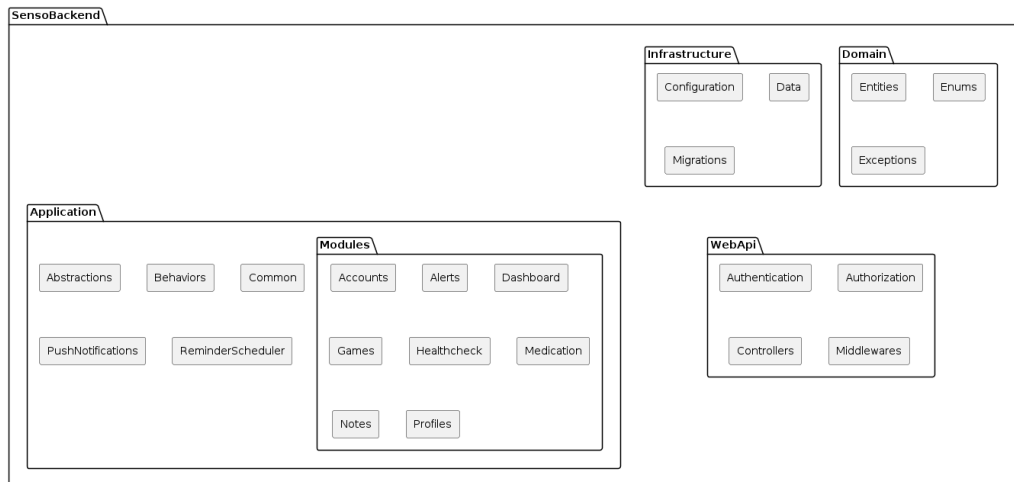 SensoBackend
Infrastructure
Configuration
Data
Migrations
Domain
Entities
Enums
Exceptions
Application
Abstractions
Behaviors
Common
PushNotifications
ReminderScheduler
Modules
Accounts
Alerts
Dashboard
Games
Healthcheck
Medication
Notes
Profiles
WebApi
Authentication
Authorization
Controllers
Middlewares